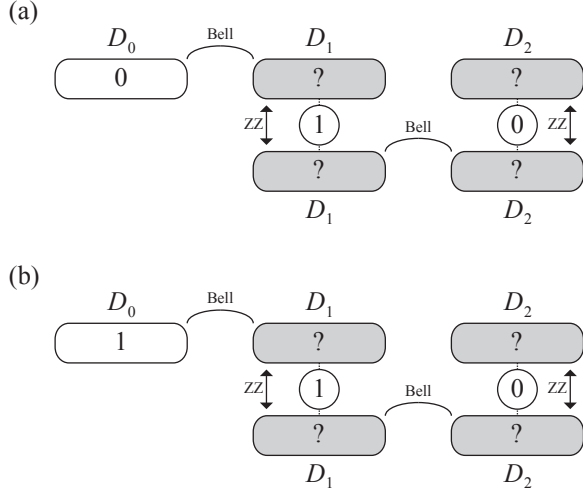 (a)
D0 Bell D1 D2
0 ? ?
ZZ 1 Bell 0 ZZ
? ?
D1 D2
(b)
D0 Bell D1 D2
1 ? ?
ZZ 1 Bell 0 ZZ
? ?
D1 D2